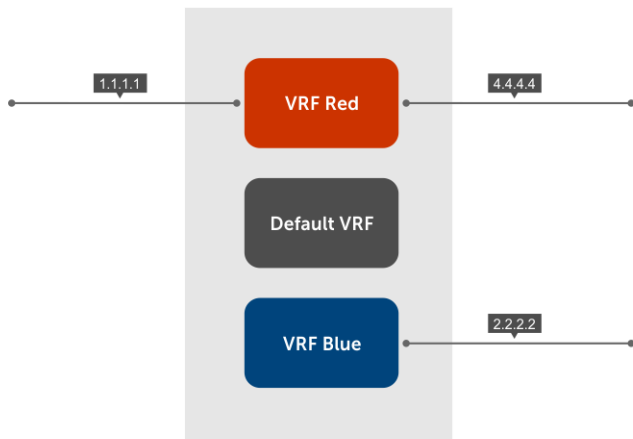 1.1.1.1
VRF Red
4.4.4.4
Default VRF
VRF Blue
2.2.2.2